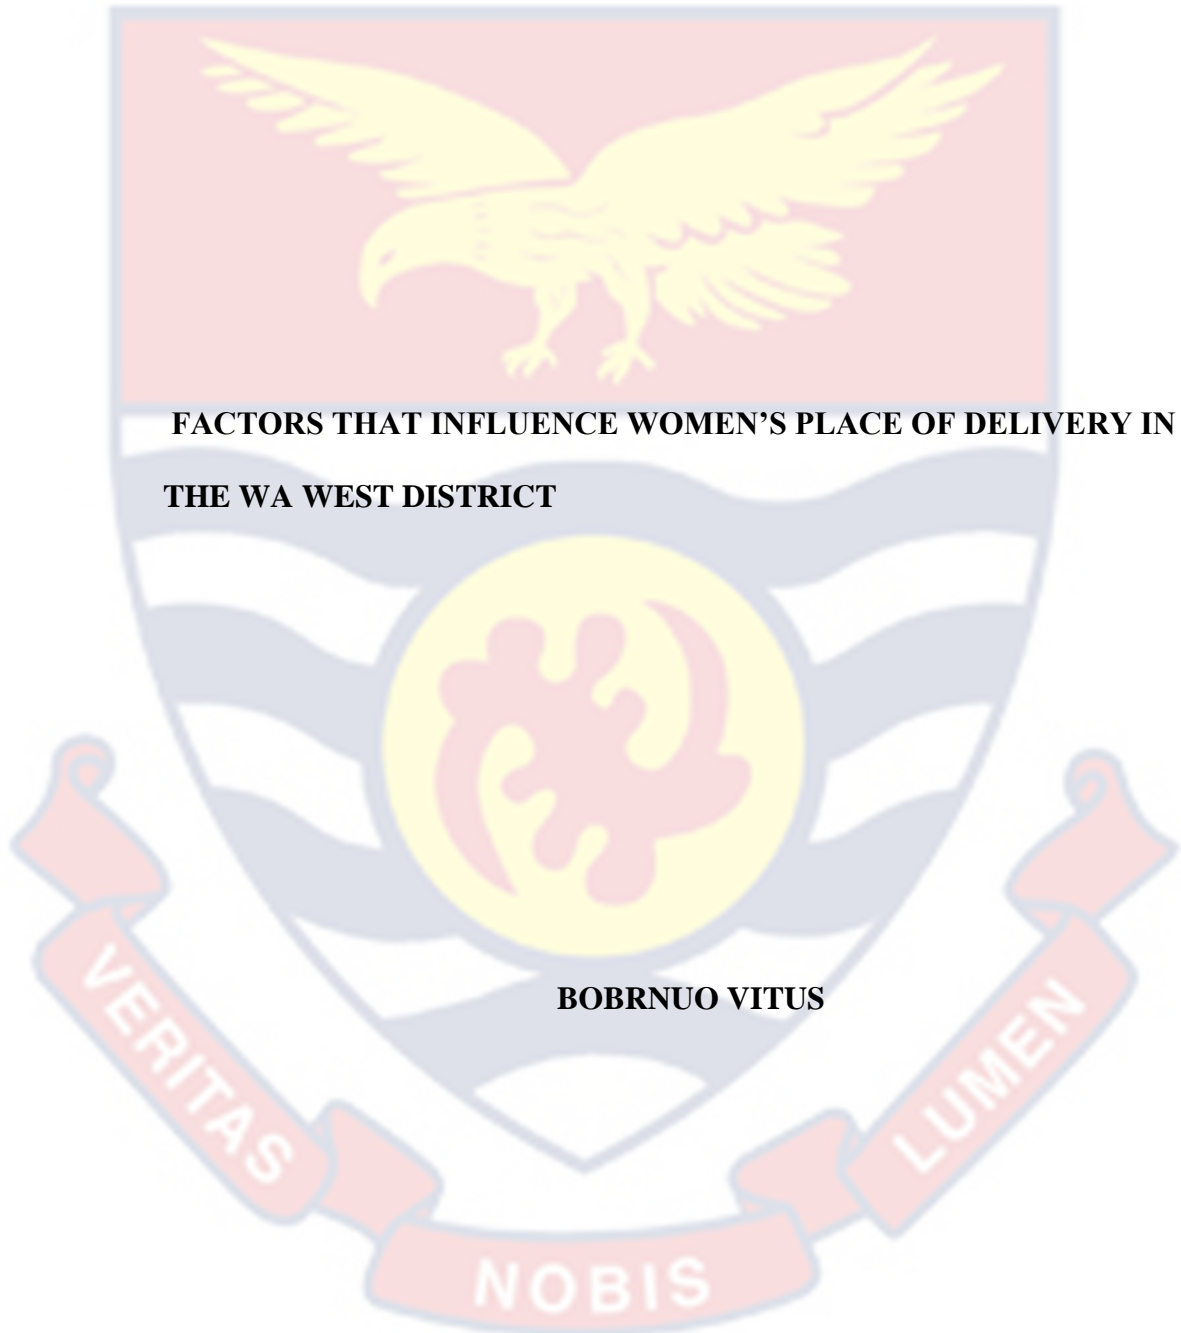 FACTORS THAT INFLUENCE WOMEN’S PLACE OF DELIVERY IN
THE WA WEST DISTRICT
BOBRNUO VITUS
VERITAS
NOBIS
LUMEN